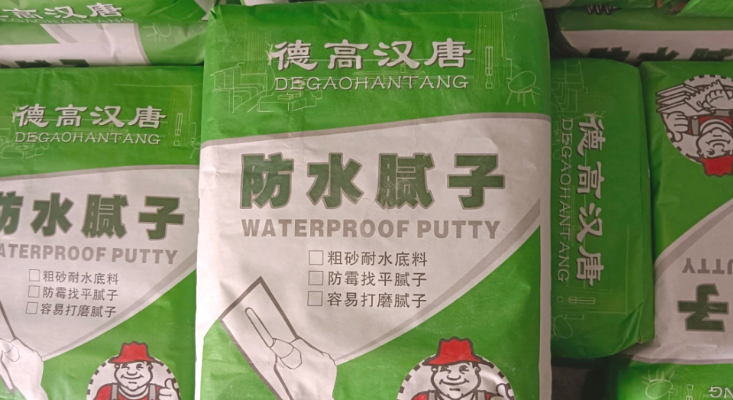 德高汉唐
DEGAOHANTANG
防水腻子
WATERPROOF PUTTY
粗砂耐水底料
防霉找平腻子
容易打磨腻子
德高汉唐
DEGAOHANTANG
防水腻子
WATERPROOF PUTTY
粗砂耐水底料
防霉找平腻子
容易打磨腻子
德高汉唐
DEGAOHANTANG
子
PUTTY